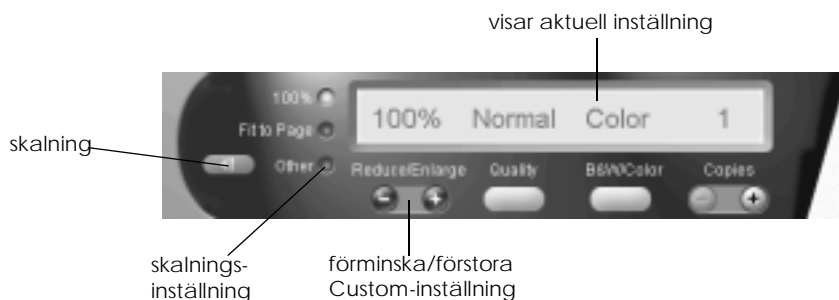 visar aktuell inställning
100%
100% Normal Color 1
Fit to Page
skalning
Other
Reduce/Enlarge Quality B&W/Color Copies
skalnings-
inställning
förminska/förstora
Custom-inställning